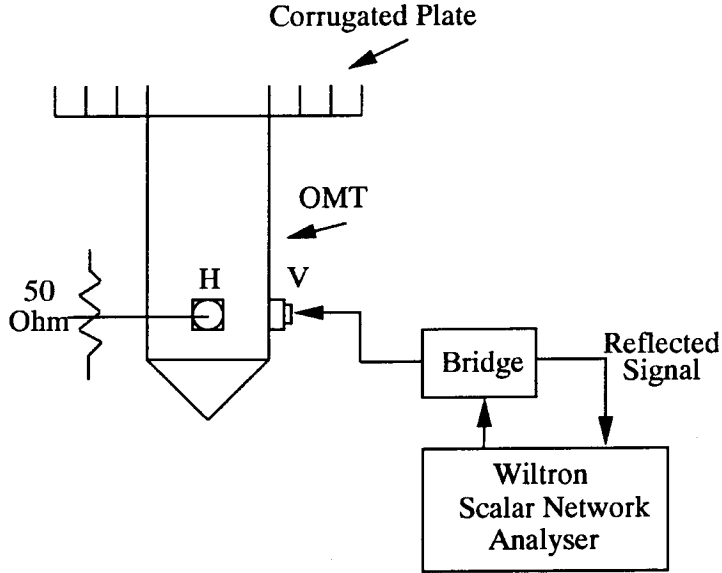 Corrugated Plate
OMT
H
V
50
Ohm
Bridge
Reflected
Signal
Wiltron
Scalar Network
Analyser